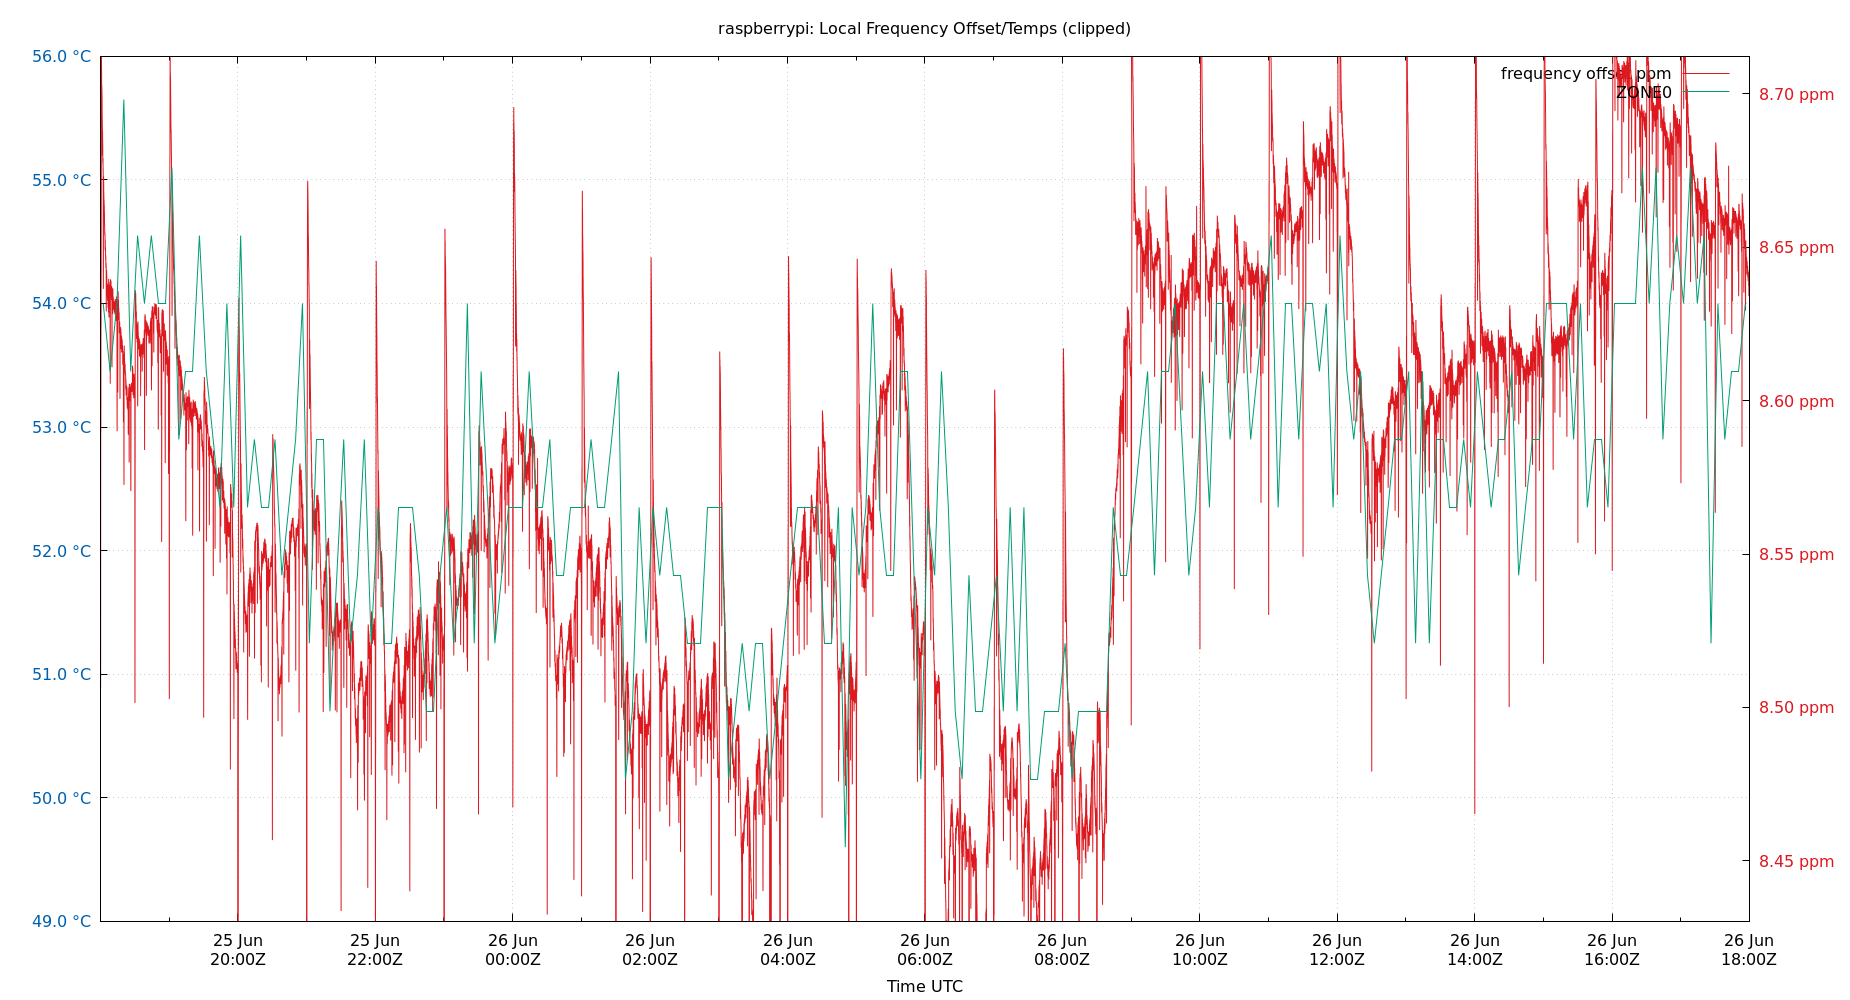 raspberrypi: Local Frequency Offset/Temps (clipped)
56.0 °C
55.0 °C
54.0 °C
53.0 °C
52.0 °C
51.0 °C
50.0 °C
49.0 °C
frequency offset ppm
ZONE0
8.70 ppm
8.65 ppm
8.60 ppm
8.55 ppm
8.50 ppm
8.45 ppm
25 Jun
20:00Z
25 Jun
22:00Z
26 Jun
00:00Z
26 Jun
02:00Z
26 Jun
04:00Z
26 Jun
06:00Z
26 Jun
08:00Z
26 Jun
10:00Z
26 Jun
12:00Z
26 Jun
14:00Z
26 Jun
16:00Z
26 Jun
18:00Z
Time UTC